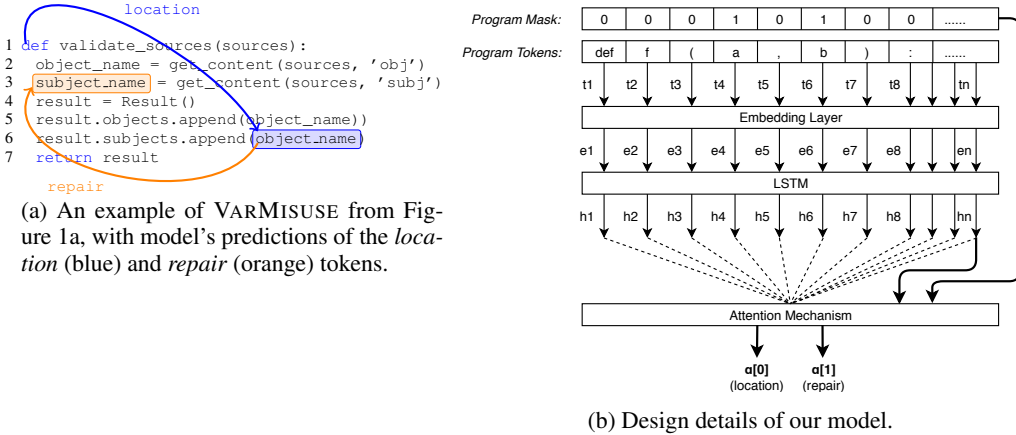 location
1 def validate_sources(sources):
2 object_name = get_content(sources, 'obj')
3 subject_name = get_content(sources, 'subj')
4 result = Result()
5 result.objects.append(object_name))
6 result.subjects.append(object_name)
7 return result
repair
(a) An example of VARMISUSE from Fig-
ure 1a, with model's predictions of the loca-
tion (blue) and repair (orange) tokens.
Program Mask: 0 0 0 1 0 1 0 0 ......
Program Tokens: def f ( a , b ) : ......
t1 t2 t3 t4 t5 t6 t7 t8 tn
Embedding Layer
e1 e2 e3 e4 e5 e6 e7 e8 en
LSTM
h1 h2 h3 h4 h5 h6 h7 h8 hn
Attention Mechanism
α[0] α[1]
(location) (repair)
(b) Design details of our model.